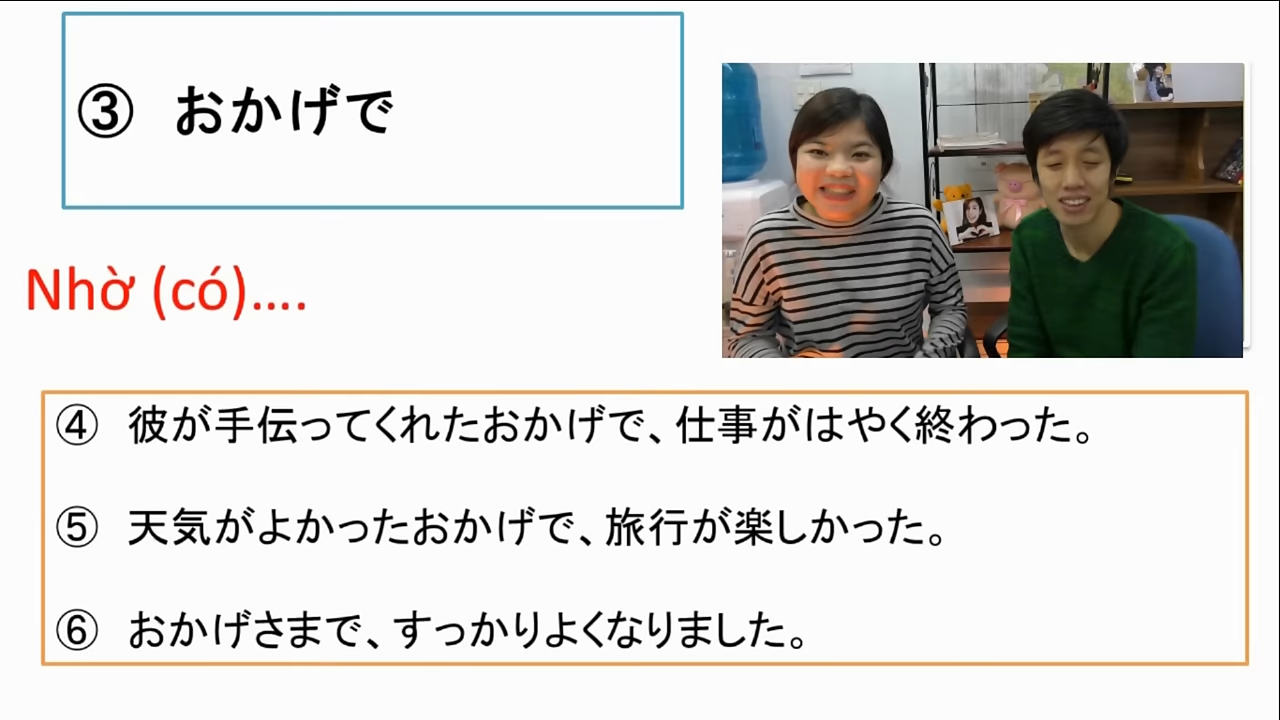 ③ おかげで
Nhờ (có)....
④ 彼が手伝ってくれたおかげで、仕事がはやく終わった。
⑤ 天気がよかったおかげで、旅行が楽しかった。
⑥ おかげさまで、すっかりよくなりました。